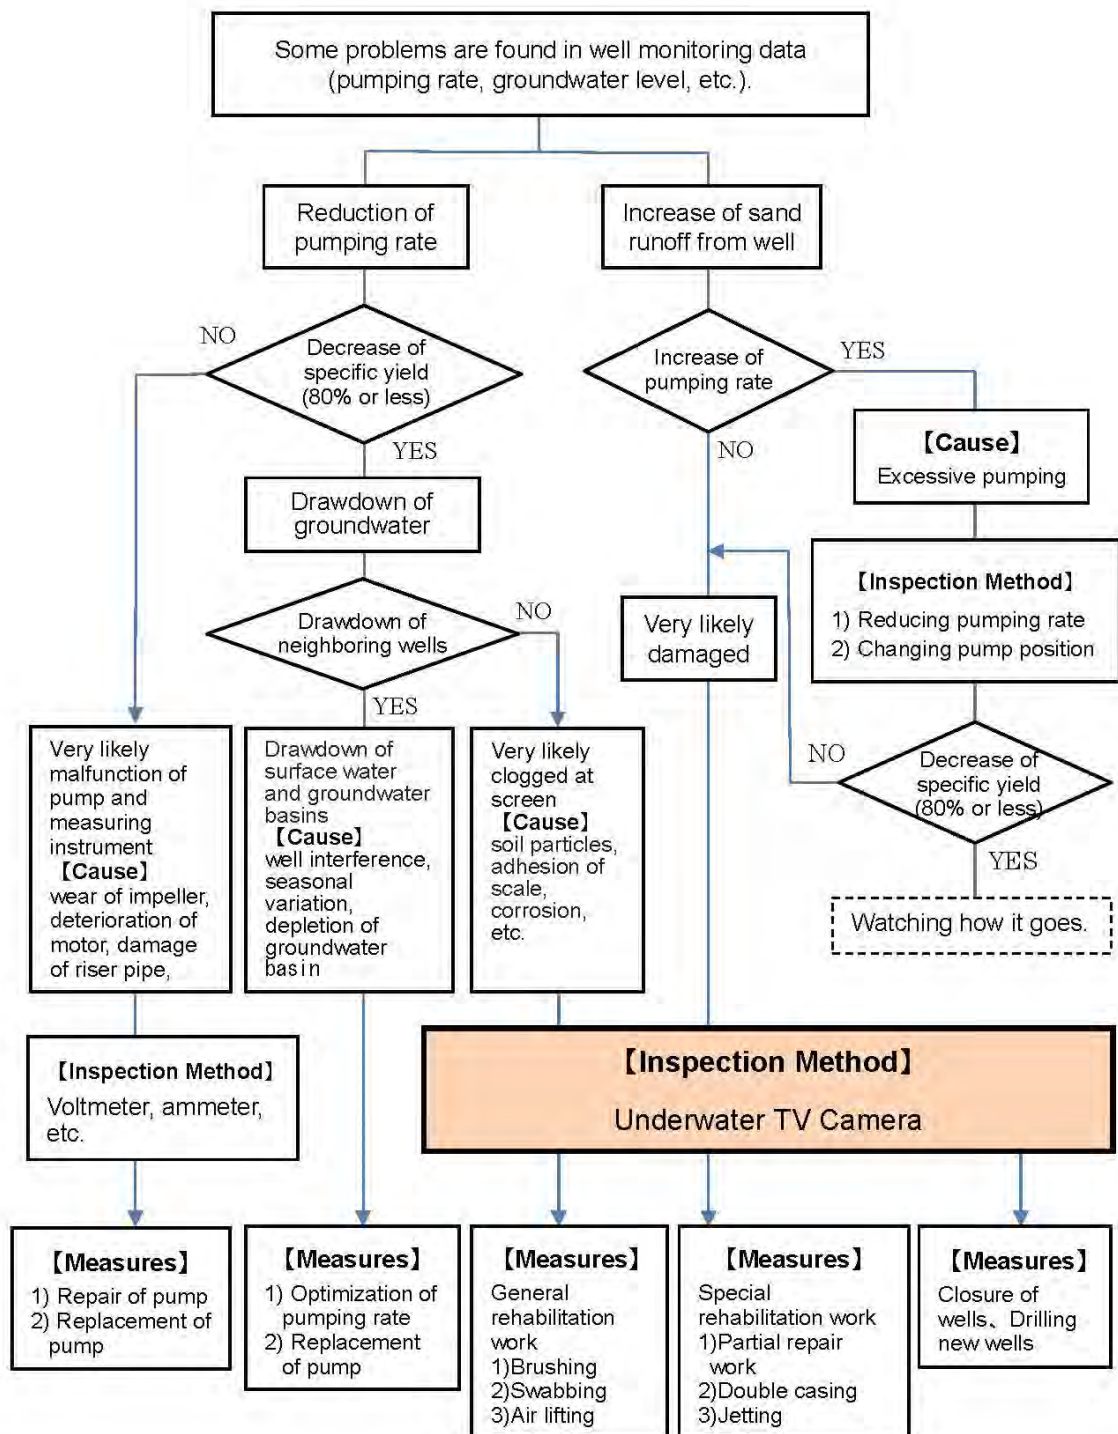 Some problems are found in well monitoring data
(pumping rate, groundwater level, etc.).
Reduction of
pumping rate
Increase of sand
runoff from well
NO
Decrease of
specific yield
(80% or less)
YES
Increase of
pumping rate
YES
NO
【Cause】
Excessive pumping
Drawdown of
groundwater
【Inspection Method】
1) Reducing pumping rate
2) Changing pump position
Drawdown of
neighboring wells
NO
YES
Very likely
damaged
NO
Decrease of
specific yield
(80% or less)
YES
Watching how it goes.
Very likely
malfunction of
pump and
measuring
instrument
【Cause】
wear of impeller,
deterioration of
motor, damage
of riser pipe,
Drawdown of
surface water
and groundwater
basins
【Cause】
well interference,
seasonal
variation,
depletion of
groundwater
basin
Very likely
clogged at
screen
【Cause】
soil particles,
adhesion of
scale,
corrosion,
etc.
【Inspection Method】
Voltmeter, ammeter,
etc.
【Inspection Method】
Underwater TV Camera
【Measures】
1) Repair of pump
2) Replacement of
pump
【Measures】
1) Optimization of
pumping rate
2) Replacement
of pump
【Measures】
General
rehabilitation
work
1)Brushing
2)Swabbing
3)Air lifting
【Measures】
Special
rehabilitation work
1)Partial repair
work
2)Double casing
3)Jetting
【Measures】
Closure of
wells、Drilling
new wells